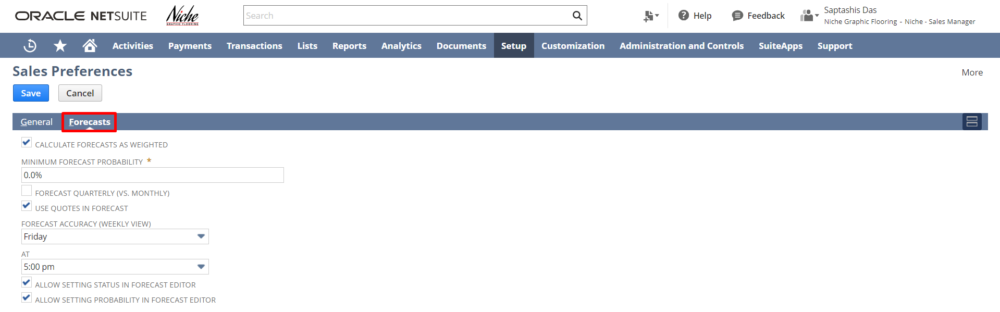 ORACLE NETSUITE
Niche
GRAPHIC FLOORING
Search
Help
Feedback
Saptashis Das
Niche Graphic Flooring - Niche - Sales Manager
Activities Payments Transactions Lists Reports Analytics Documents Setup Customization Administration and Controls SuiteApps Support
Sales Preferences
More
Save Cancel
General Forecasts
CALCULATE FORECASTS AS WEIGHTED
MINIMUM FORECAST PROBABILITY *
0.0%
FORECAST QUARTERLY (VS. MONTHLY)
USE QUOTES IN FORECAST
FORECAST ACCURACY (WEEKLY VIEW)
Friday
AT
5:00 pm
ALLOW SETTING STATUS IN FORECAST EDITOR
ALLOW SETTING PROBABILITY IN FORECAST EDITOR